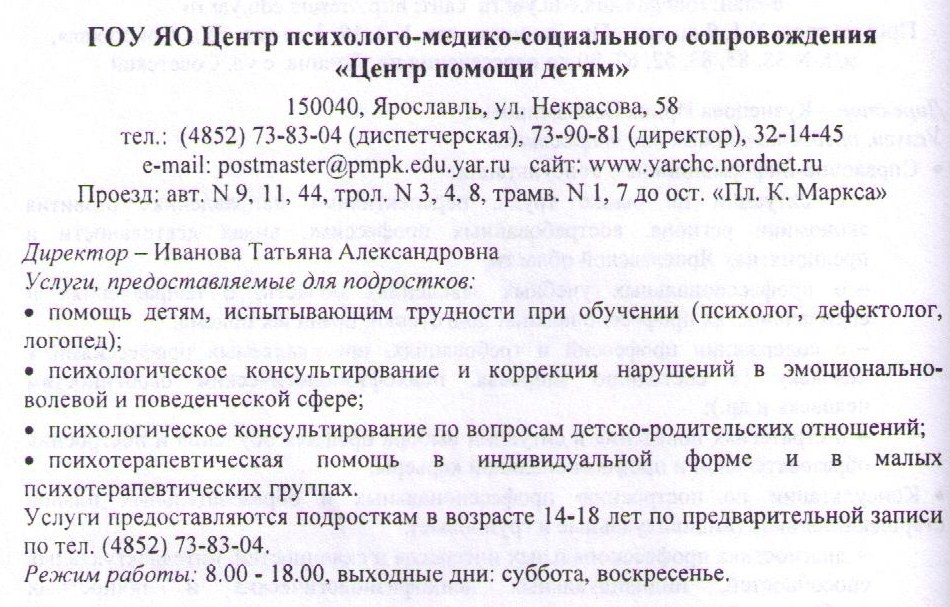 ГОУ ЯО Центр психолого-медико-социального сопровождения
«Центр помощи детям»
150040, Ярославль, ул. Некрасова, 58
тел.: (4852) 73-83-04 (диспетчерская), 73-90-81 (директор), 32-14-45
e-mail: postmaster@pmpk.edu.yar.ru сайт: www.yarchc.nordnet.ru
Проезд: авт. N 9, 11, 44, трол. N 3, 4, 8, трамв. N 1, 7 до ост. «Пл. К. Маркса»
Директор – Иванова Татьяна Александровна
Услуги, предоставляемые для подростков:
• помощь детям, испытывающим трудности при обучении (психолог, дефектолог,
логопед);
• психологическое консультирование и коррекция нарушений в эмоционально-
волевой и поведенческой сфере;
• психологическое консультирование по вопросам детско-родительских отношений;
• психотерапевтическая помощь в индивидуальной форме и в малых
психотерапевтических группах.
Услуги предоставляются подросткам в возрасте 14-18 лет по предварительной записи
по тел. (4852) 73-83-04.
Режим работы: 8.00 - 18.00, выходные дни: суббота, воскресенье.